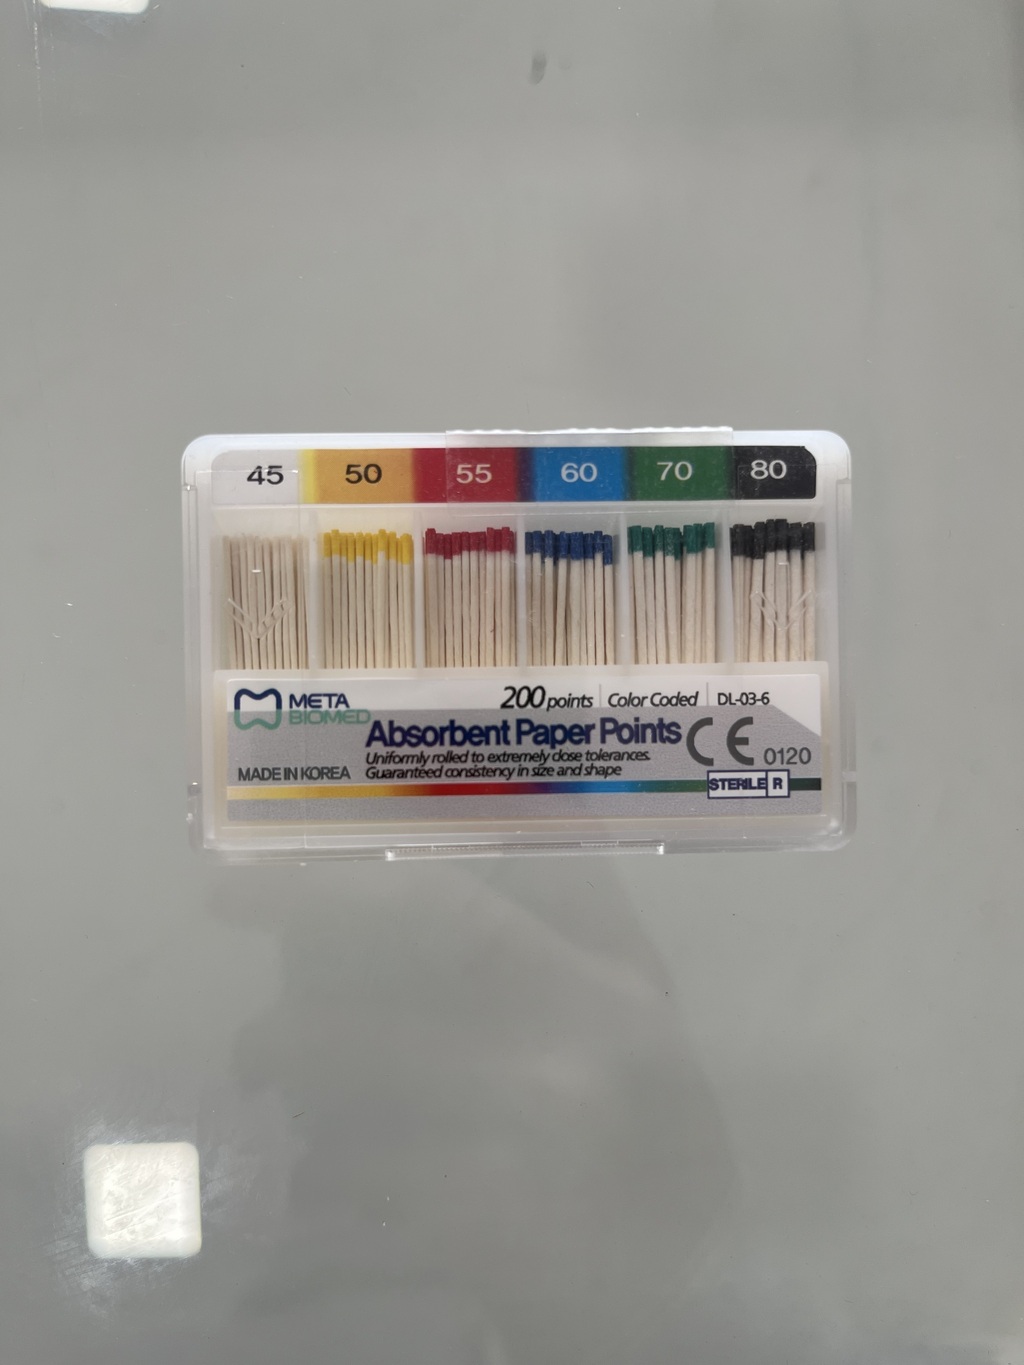 45 50 55 60 70 80
META
BIOMED
200 points Color Coded DL-03-6
Absorbent Paper Points
Uniformly rolled to extremely close tolerances.
Guaranteed consistency in size and shape
MADE IN KOREA
CE 0120
STERILE R